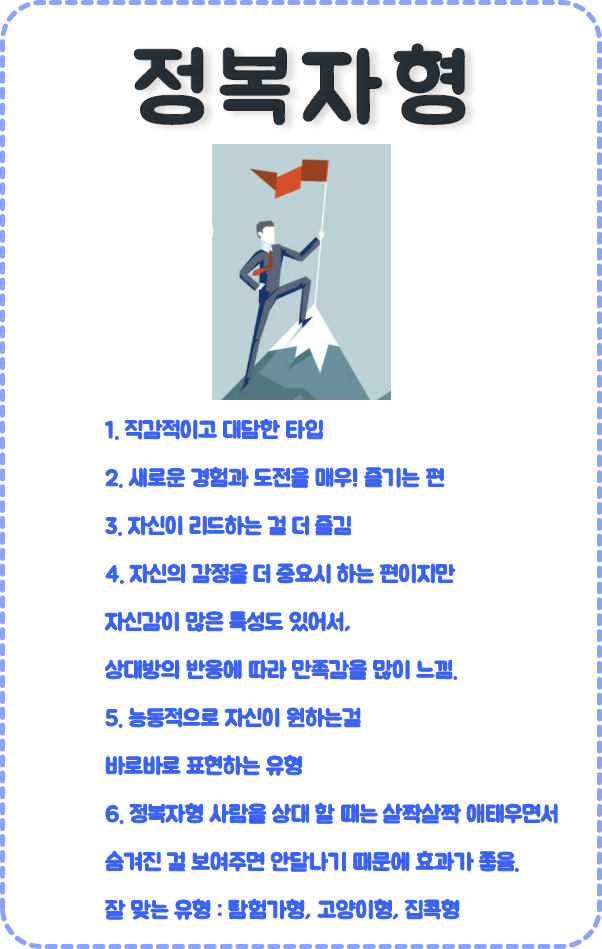 정복자형
1. 직감적이고 대담한 타입
2. 새로운 경험과 도전을 매우! 즐기는 편
3. 자신이 리드하는 걸 더 즐김
4. 자신의 감정을 더 중요시 하는 편이지만
자신감이 많은 특성도 있어서,
상대방의 반응에 따라 만족감을 많이 느낌.
5. 능동적으로 자신이 원하는걸
바로바로 표현하는 유형
6. 정복자형 사람을 상대 할 때는 살짝살짝 애태우면서
숨겨진 걸 보여주면 안달나기 때문에 효과가 좋음.
잘 맞는 유형 : 탐험가형, 고양이형, 집콕형